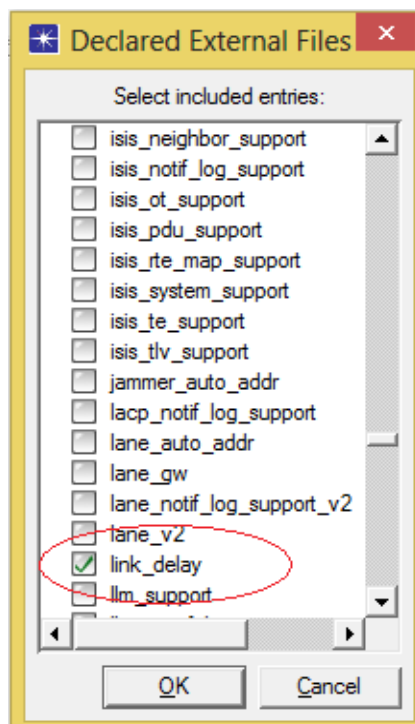 Declared External Files
Select included entries:
isis_neighbor_support
isis_notif_log_support
isis_ot_support
isis_pdu_support
isis_rte_map_support
isis_system_support
isis_te_support
isis_tlv_support
jammer_auto_addr
lacp_notif_log_support
lane_auto_addr
lane_gw
lane_notif_log_support_v2
lane_v2
link_delay
llm_support
OK
Cancel